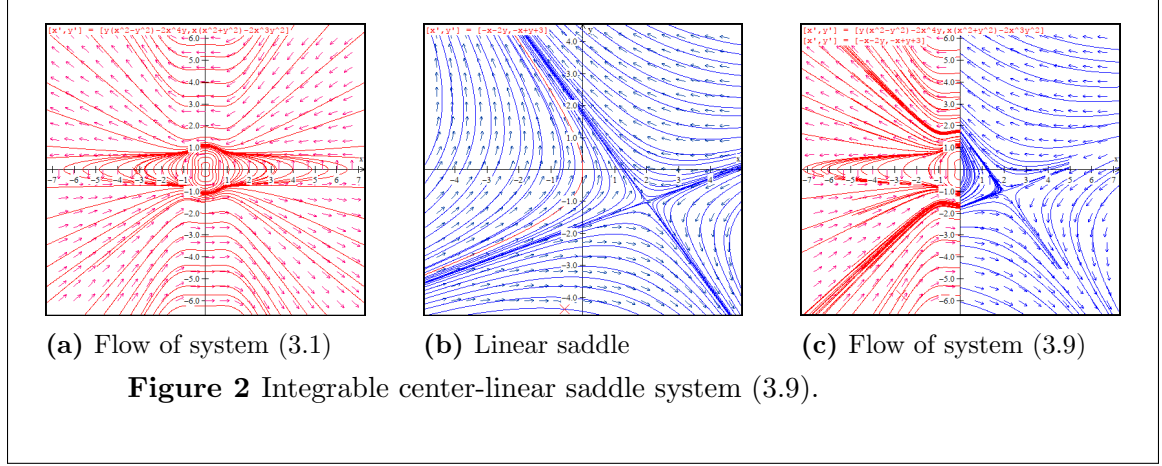 [x',y'] = [y(x^2-y^2)-2x^4y,x(x^2+y^2)-2x^3y^2]
[x',y'] = [-x-2y,-x+y+3]
[x',y'] = [y(x^2-y^2)-2x^4y,x(x^2+y^2)-2x^3y^2]
[x',y'] = [-x-2y,-x+y+3]
(a) Flow of system (3.1)
(b) Linear saddle
(c) Flow of system (3.9)
Figure 2 Integrable center-linear saddle system (3.9).